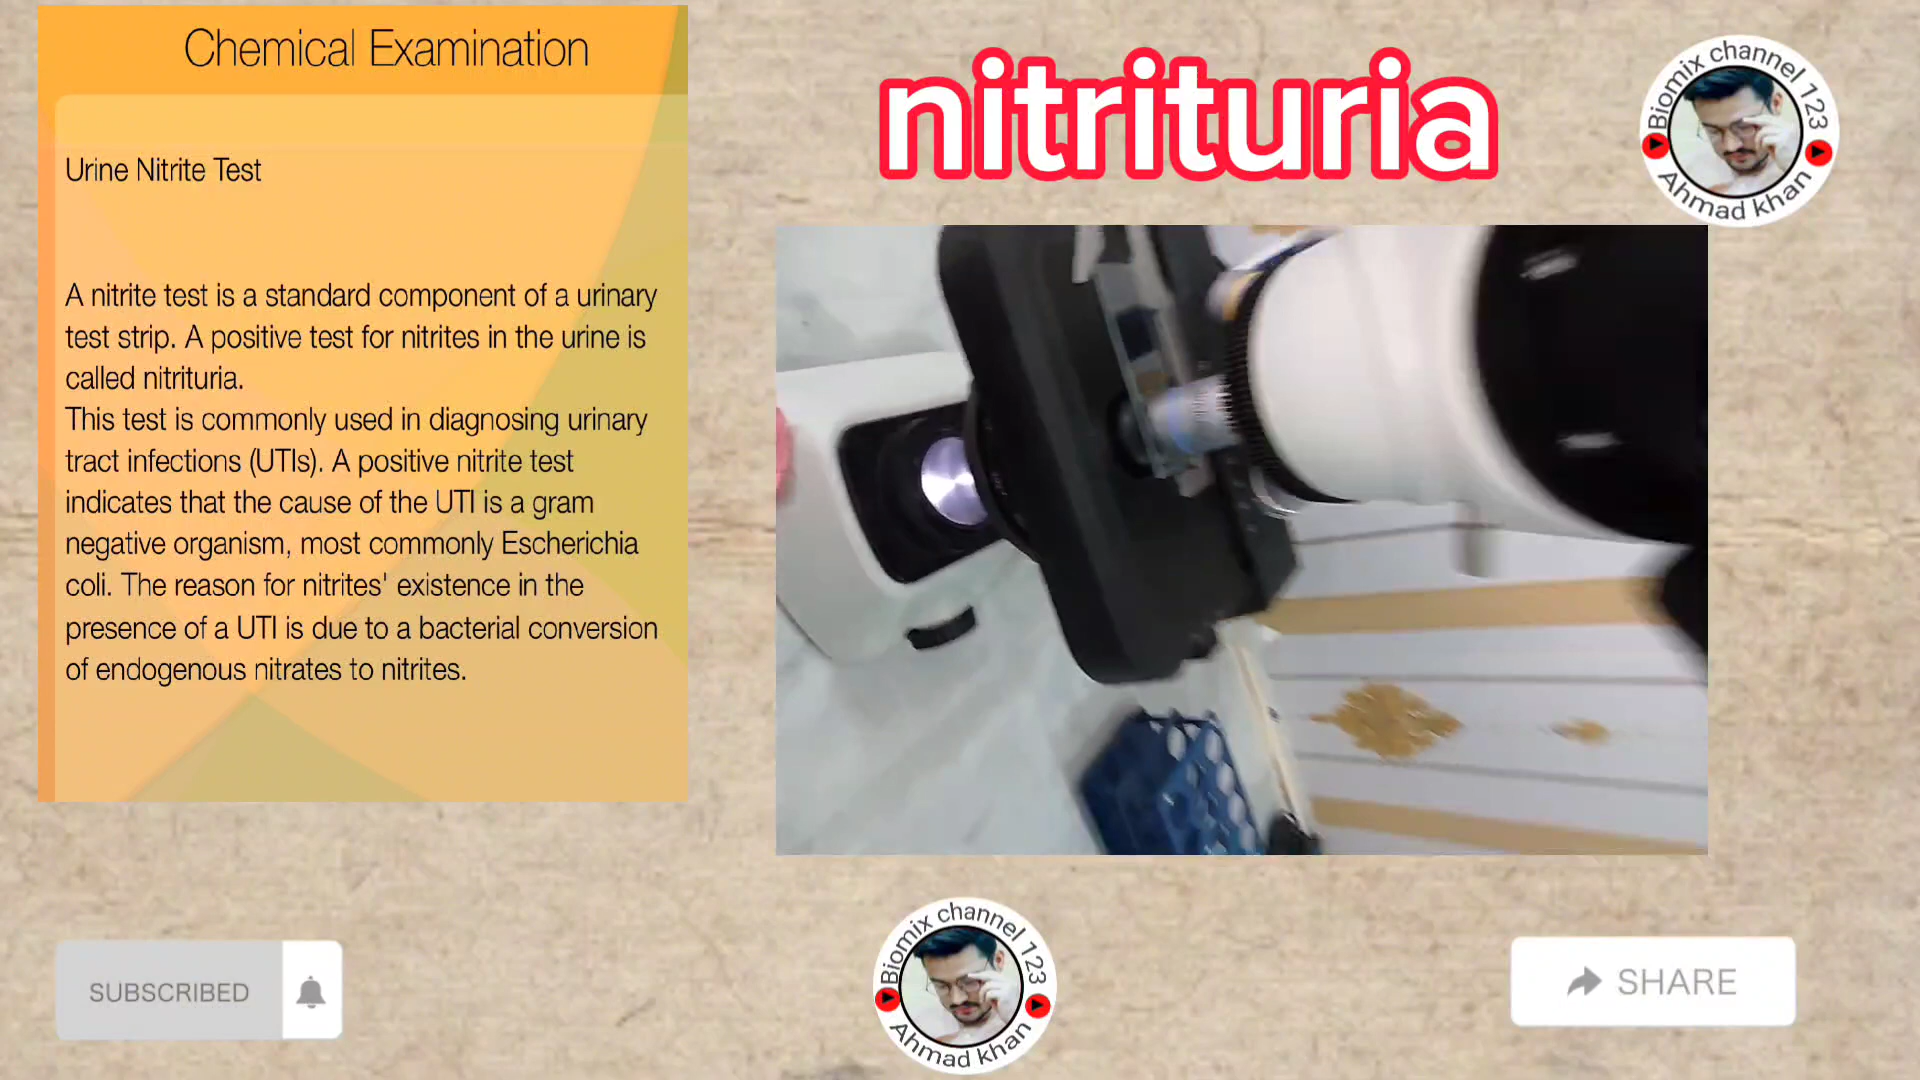 Chemical Examination
Urine Nitrite Test
A nitrite test is a standard component of a urinary
test strip. A positive test for nitrites in the urine is
called nitrituria.
This test is commonly used in diagnosing urinary
tract infections (UTIs). A positive nitrite test
indicates that the cause of the UTI is a gram
negative organism, most commonly Escherichia
coli. The reason for nitrites' existence in the
presence of a UTI is due to a bacterial conversion
of endogenous nitrates to nitrites.
nitrituria
Biomix channel 123
Ahmad khan
SUBSCRIBED
Biomix channel 123
Ahmad khan
SHARE